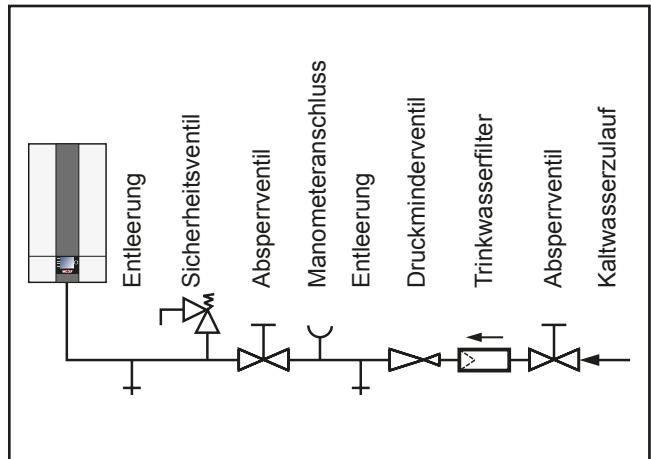 Entleerung
Sicherheitsventil
Absperrventil
Manometeranschluss
Entleerung
Druckminderventil
Trinkwasserfilter
Absperrventil
Kaltwasserzulauf